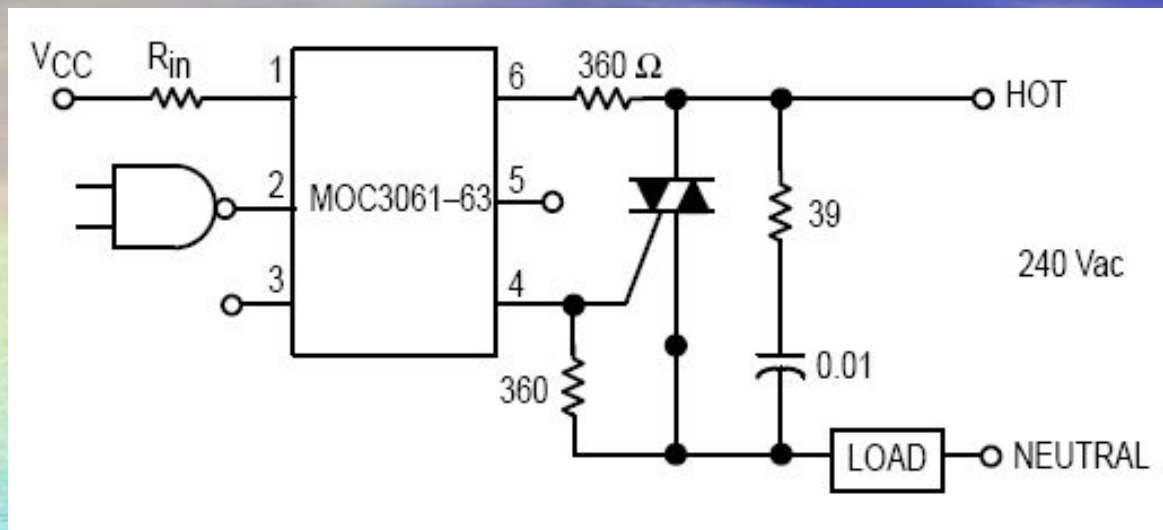 VCC Rin 1 6 360 Ω HOT
2 MOC3061–63 5 39
240 Vac
3 4
360 0.01
LOAD NEUTRAL